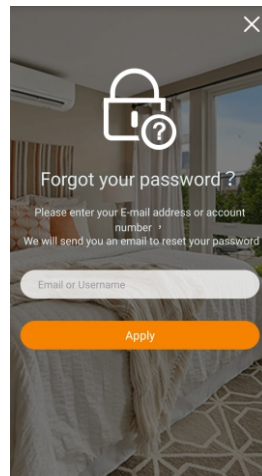 Forgot your password？
Please enter your E-mail address or account
number，
We will send you an email to reset your password
Email or Username
Apply